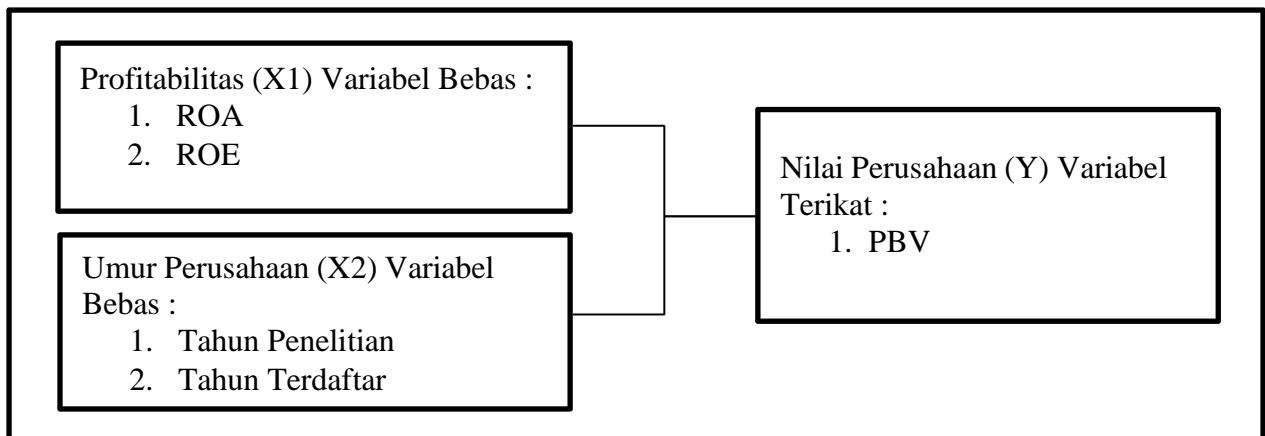 Profitabilitas (X1) Variabel Bebas :
1. ROA
2. ROE
Umur Perusahaan (X2) Variabel
Bebas :
1. Tahun Penelitian
2. Tahun Terdaftar
Nilai Perusahaan (Y) Variabel
Terikat :
1. PBV